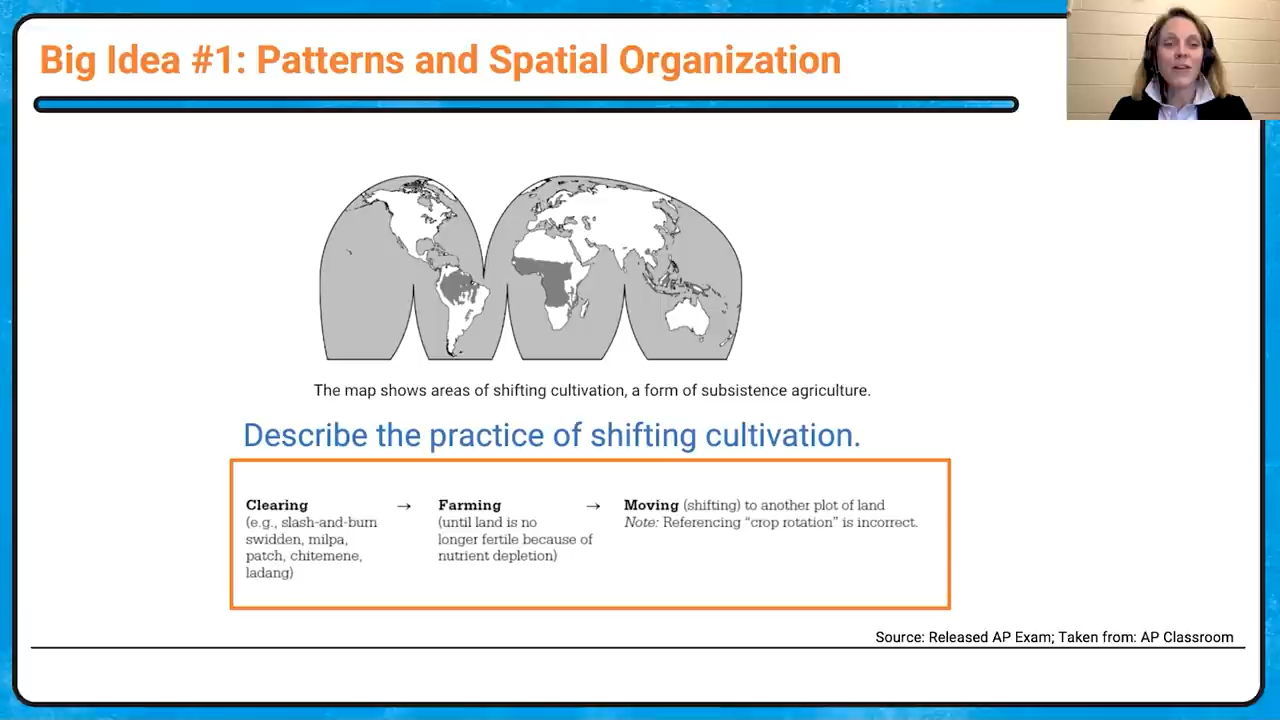 Big Idea #1: Patterns and Spatial Organization
The map shows areas of shifting cultivation, a form of subsistence agriculture.
Describe the practice of shifting cultivation.
Clearing → Farming → Moving (shifting) to another plot of land
(e.g., slash-and-burn (until land is no Note: Referencing “crop rotation” is incorrect.
swidden, milpa, longer fertile because of
patch, chitemene, nutrient depletion)
ladang)
Source: Released AP Exam; Taken from: AP Classroom